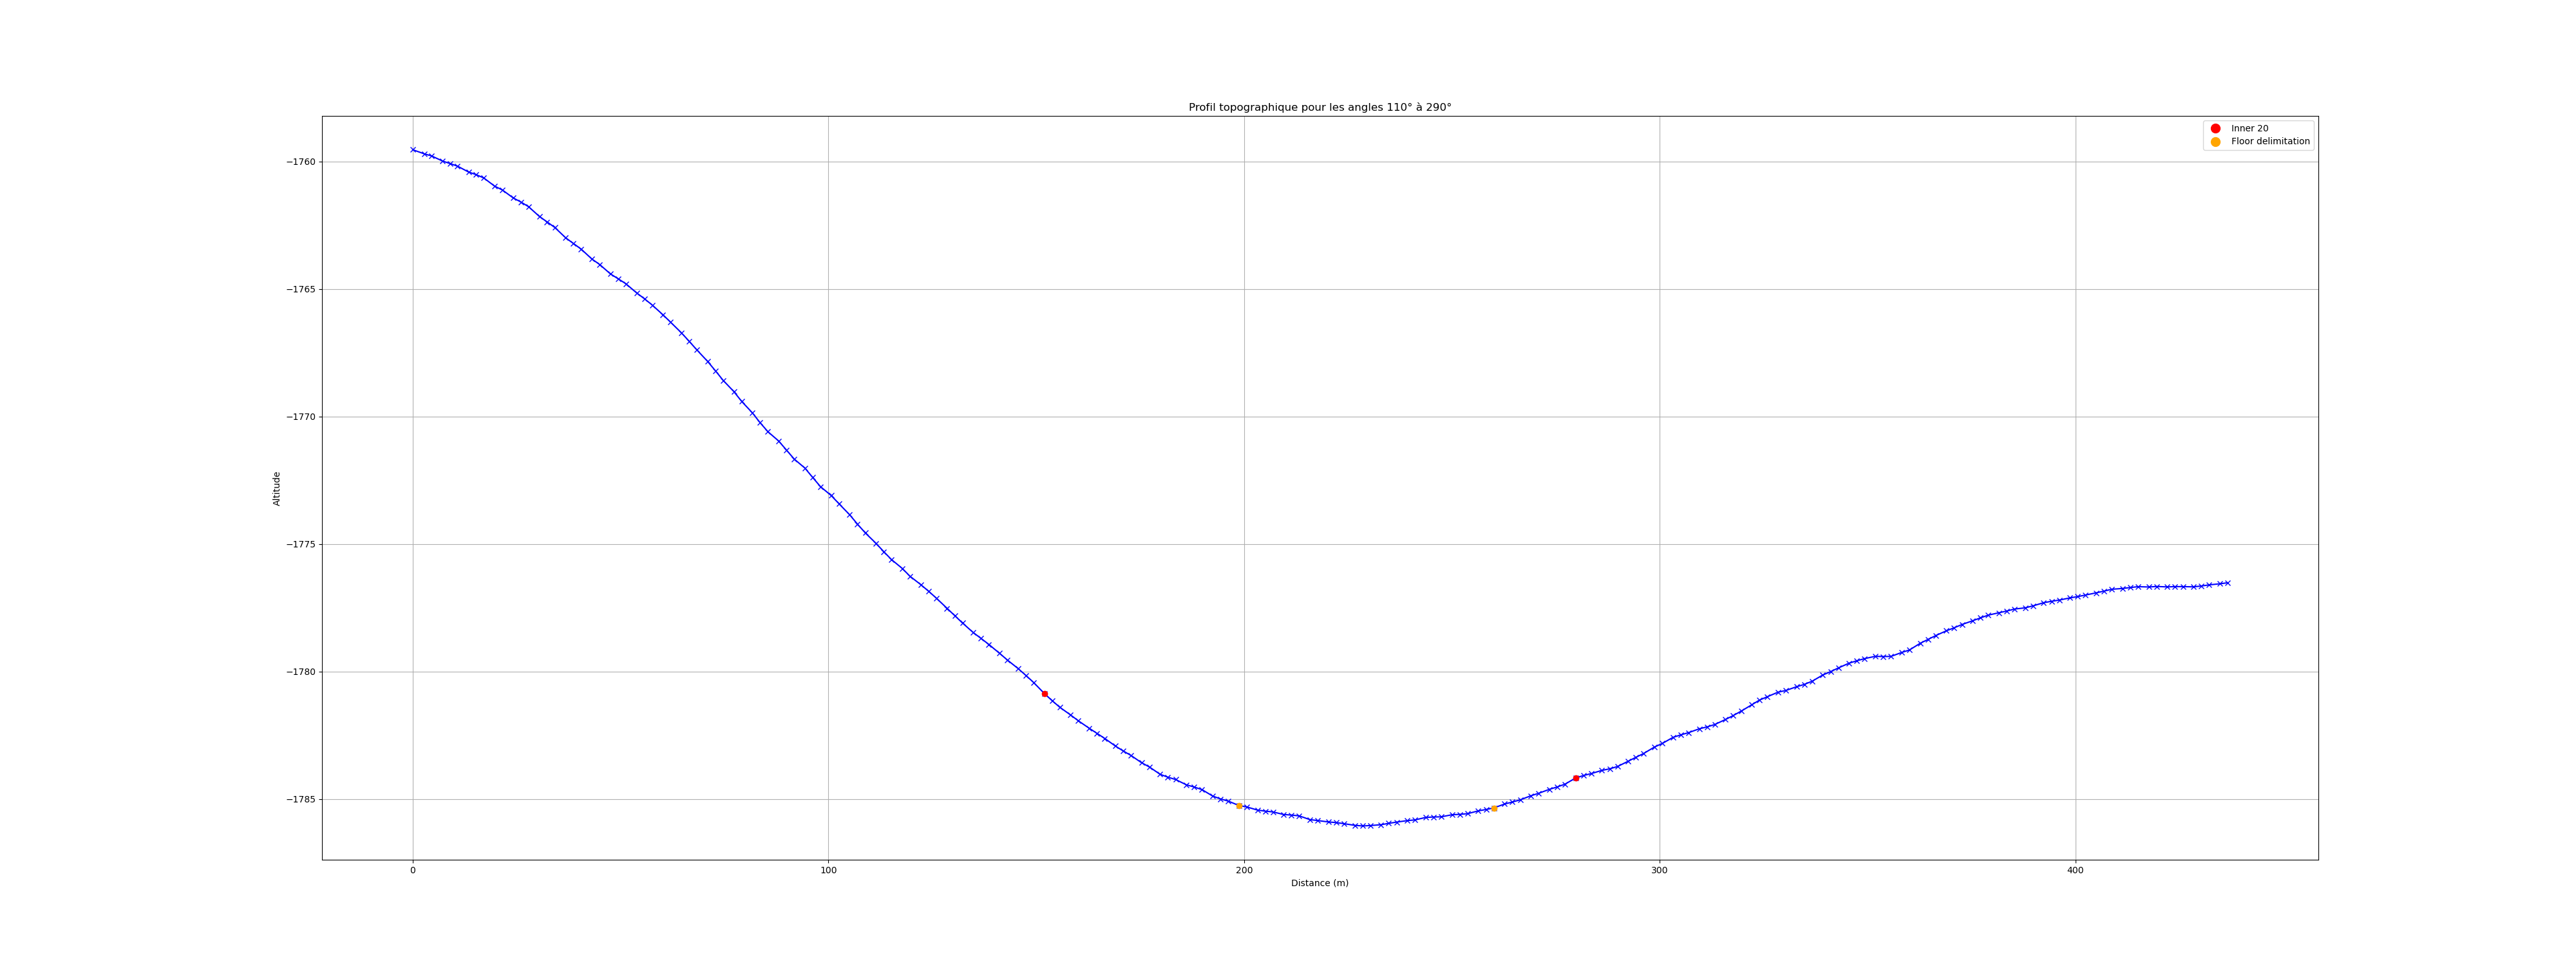 Profil topographique pour les angles 110° à 290°
Inner 20
Floor delimitation
−1760
−1765
−1770
−1775
−1780
−1785
Altitude
0
100
200
300
400
Distance (m)